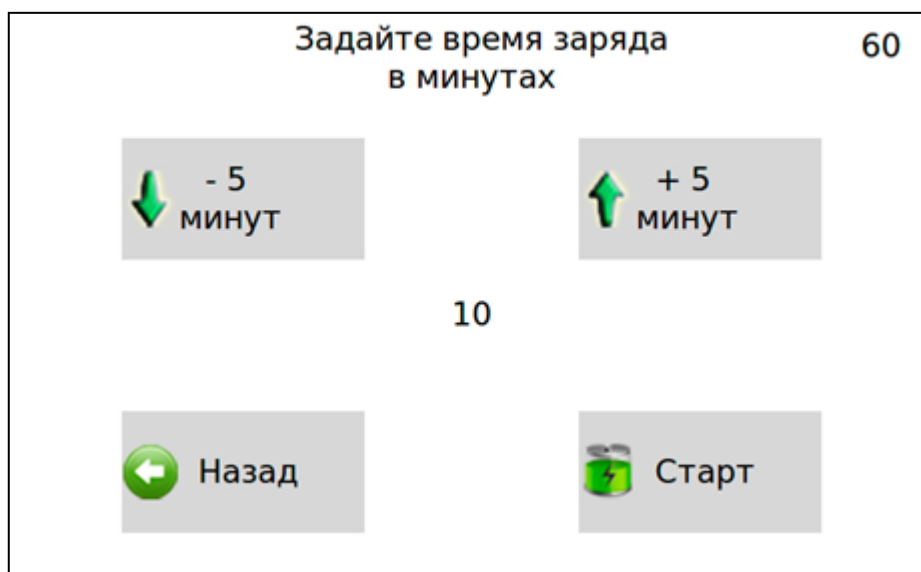 Задайте время заряда
в минутах
60
- 5
минут
+ 5
минут
10
Назад
Старт